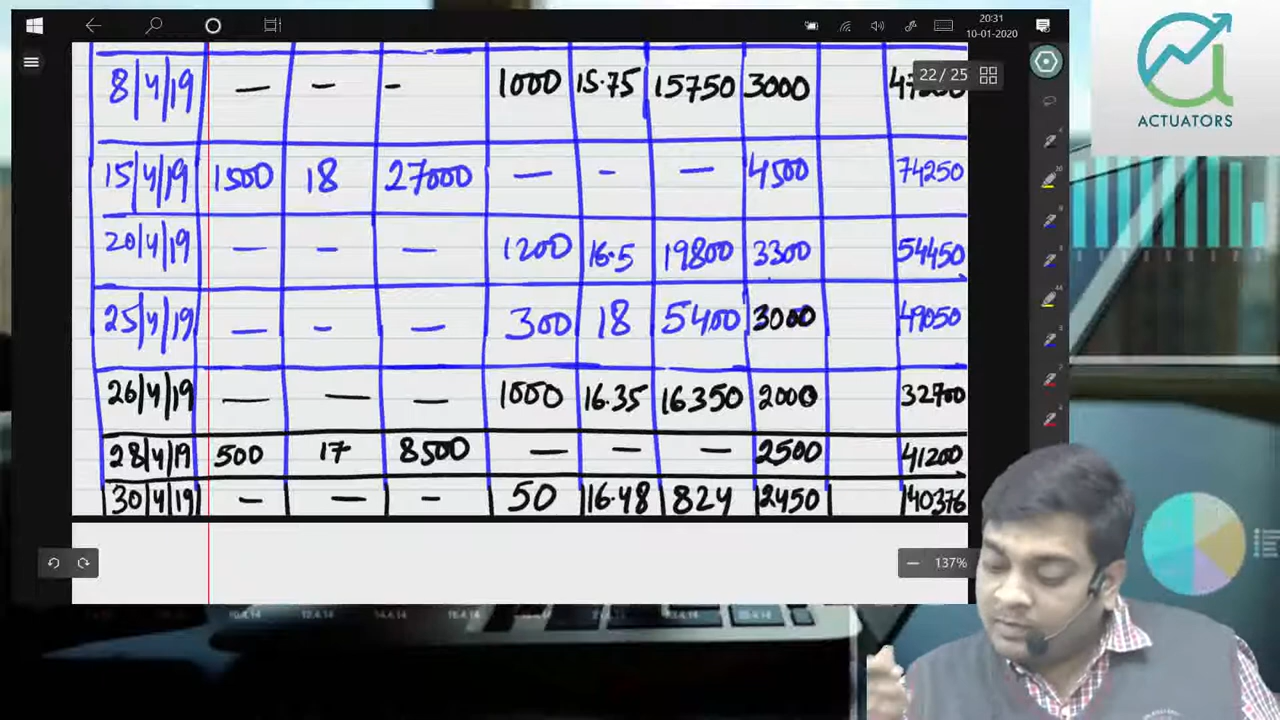 20:31
10-01-2020
22 / 25
ACTUATORS
8/4/19 — - - 1000 15.75 15750 3000
15/4/19 1500 18 27000 — - — 4500 74250
20/4/19 — - — 1200 16.5 19800 3300 54450
25/4/19 — - — 300 18 5400 3000 49050
26/4/19 — — — 1000 16.35 16350 2000 32700
28/4/19 500 17 8500 — — — 2500 41200
30/4/19 - — - 50 16.48 824 2450 40376
137%